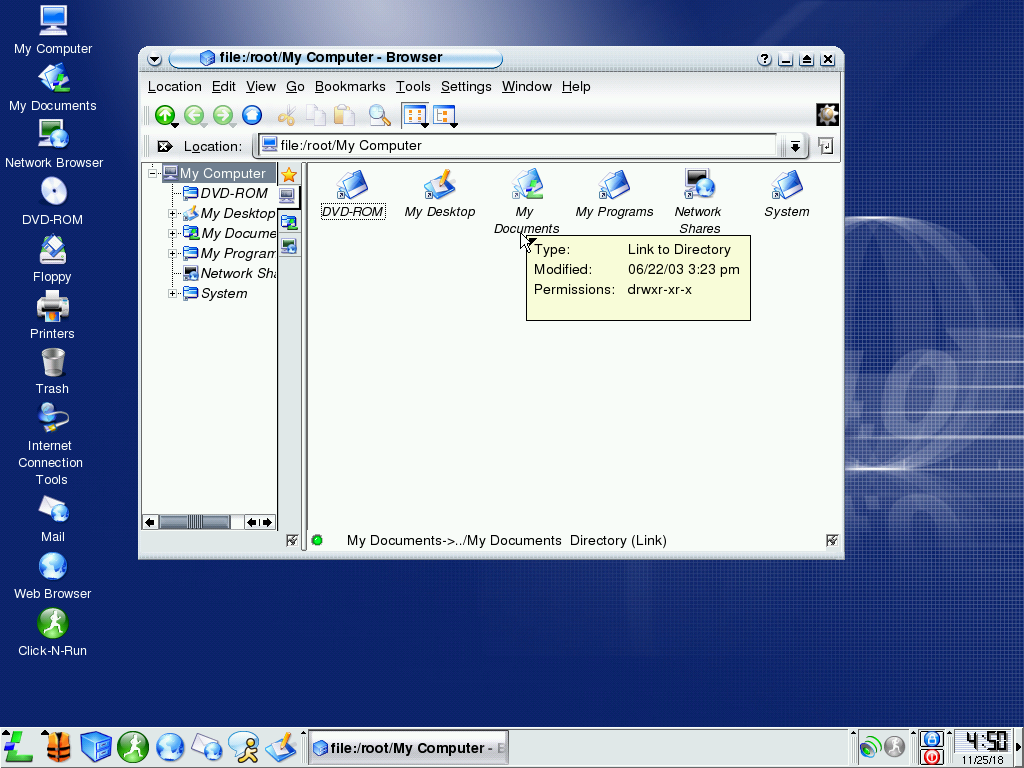 My Computer
My Documents
Network Browser
DVD-ROM
Floppy
Printers
Trash
Internet
Connection
Tools
Mail
Web Browser
Click-N-Run
file:/root/My Computer - Browser
Location Edit View Go Bookmarks Tools Settings Window Help
Location: file:/root/My Computer
My Computer
DVD-ROM
My Desktop
My Docume
My Program
Network Sha
System
DVD-ROM
My Desktop
My
Documents
My Programs
Network
Shares
System
Type: Link to Directory
Modified: 06/22/03 3:23 pm
Permissions: drwxr-xr-x
My Documents->../My Documents Directory (Link)
4.0
file:/root/My Computer - B
4:50
11/25/18